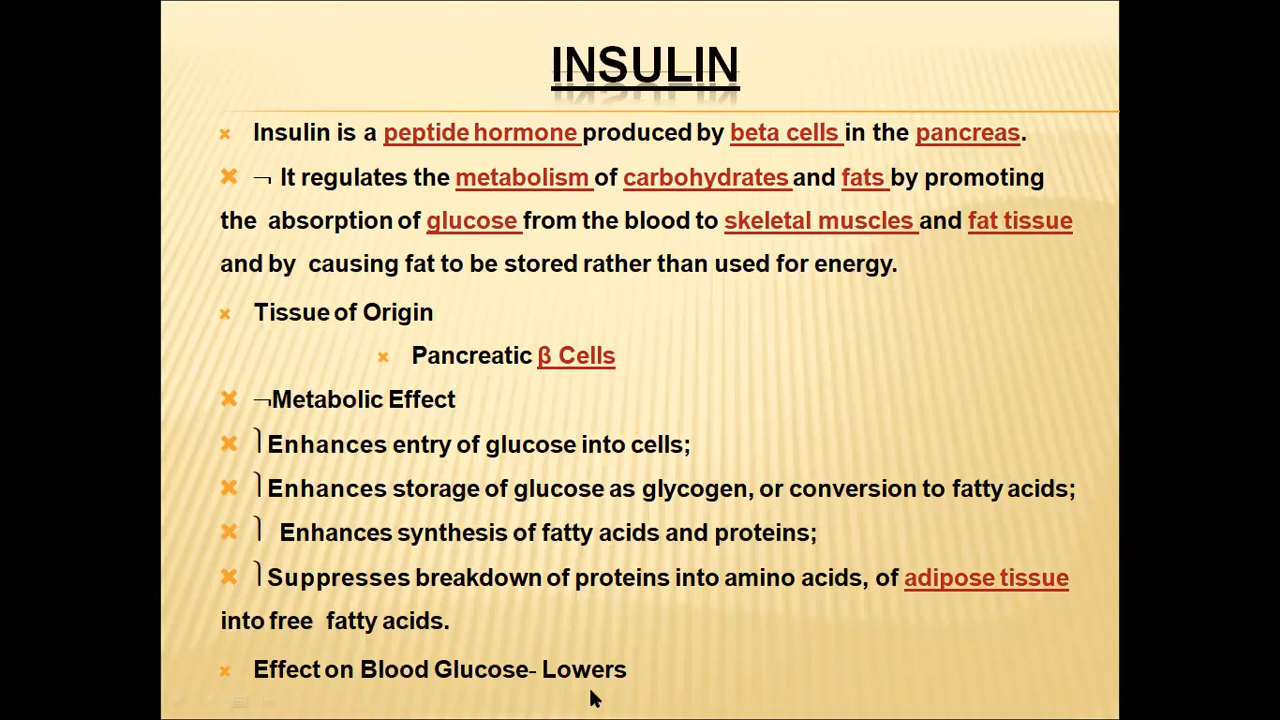 INSULIN
Insulin is a peptide hormone produced by beta cells in the pancreas.
¬ It regulates the metabolism of carbohydrates and fats by promoting
the absorption of glucose from the blood to skeletal muscles and fat tissue
and by causing fat to be stored rather than used for energy.
Tissue of Origin
Pancreatic β Cells
¬Metabolic Effect
⎫Enhances entry of glucose into cells;
⎫Enhances storage of glucose as glycogen, or conversion to fatty acids;
⎫ Enhances synthesis of fatty acids and proteins;
⎫Suppresses breakdown of proteins into amino acids, of adipose tissue
into free fatty acids.
Effect on Blood Glucose- Lowers